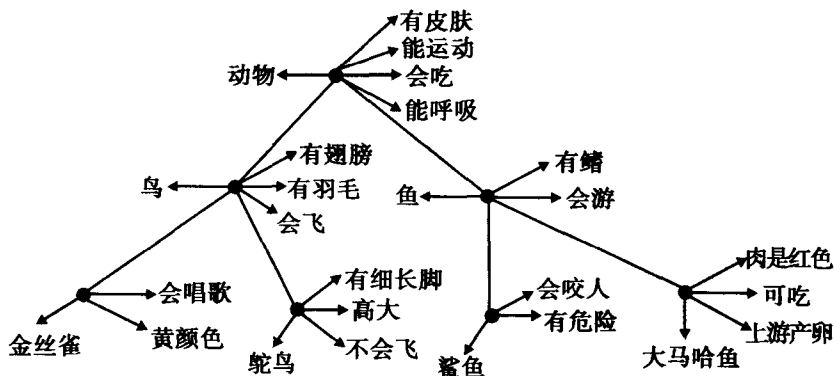 有皮肤
能运动
动物
会吃
能呼吸
有翅膀
鸟
有羽毛
会飞
有鳍
鱼
会游
会唱歌
黄颜色
金丝雀
有细长脚
高大
不会飞
鸵鸟
会咬人
有危险
鲨鱼
肉是红色
可吃
上游产卵
大马哈鱼